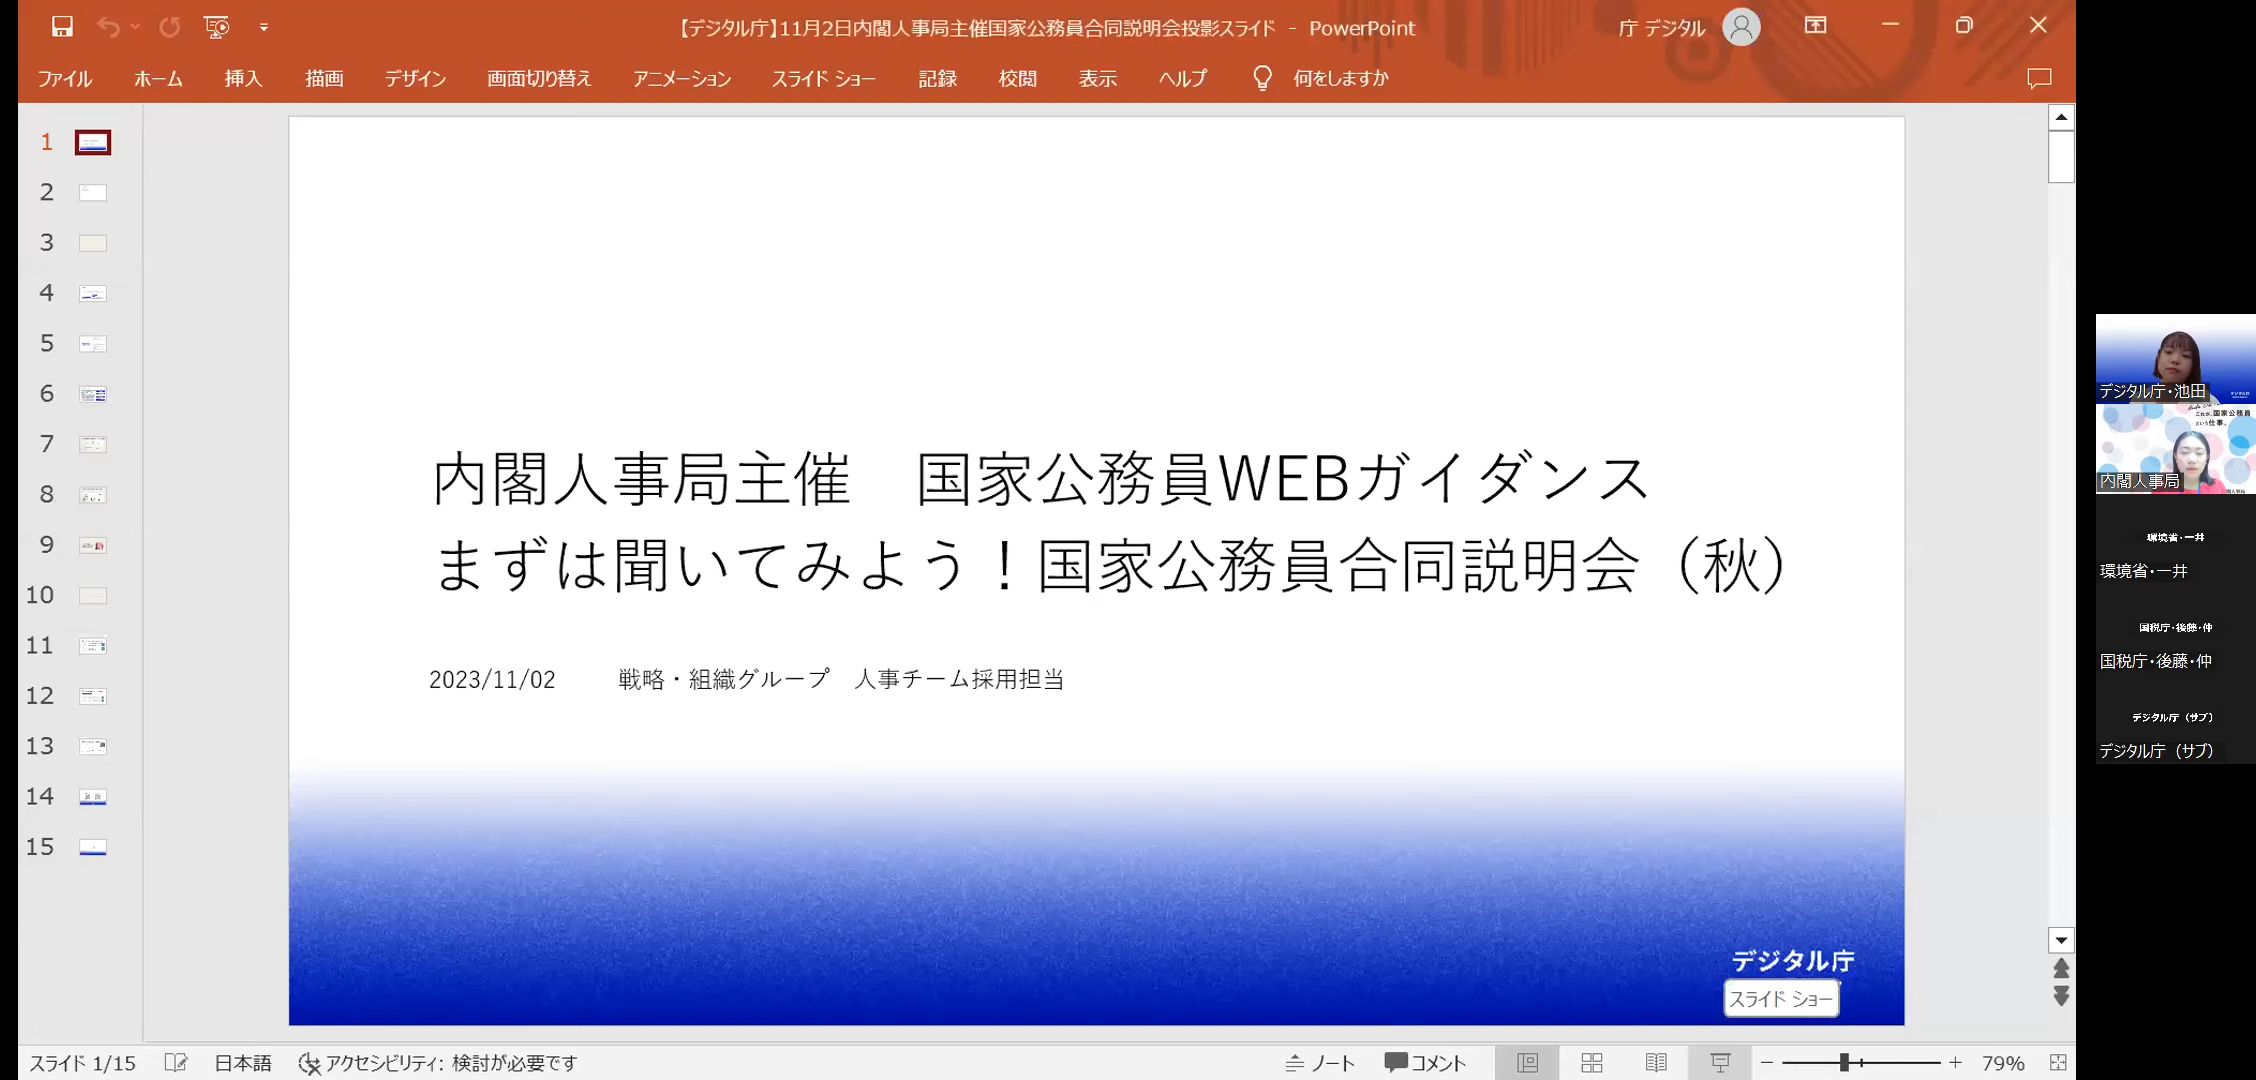 【デジタル庁】11月2日内閣人事局主催国家公務員合同説明会投影スライド - PowerPoint
庁 デジタル
ファイル ホーム 挿入 描画 デザイン 画面切り替え アニメーション スライド ショー 記録 校閲 表示 ヘルプ 何をしますか
1
2
3
4
5
6
7
8
9
10
11
12
13
14
15
内閣人事局主催　国家公務員WEBガイダンス
まずは聞いてみよう！国家公務員合同説明会（秋）
2023/11/02 戦略・組織グループ　人事チーム採用担当
デジタル庁
スライド ショー
デジタル庁・池田
これが、国家公務員
という仕事。
内閣人事局
環境省・一井
環境省・一井
国税庁・後藤・仲
国税庁・後藤・仲
デジタル庁（サブ）
デジタル庁（サブ）
スライド 1/15 日本語 アクセシビリティ: 検討が必要です ノート コメント 79%